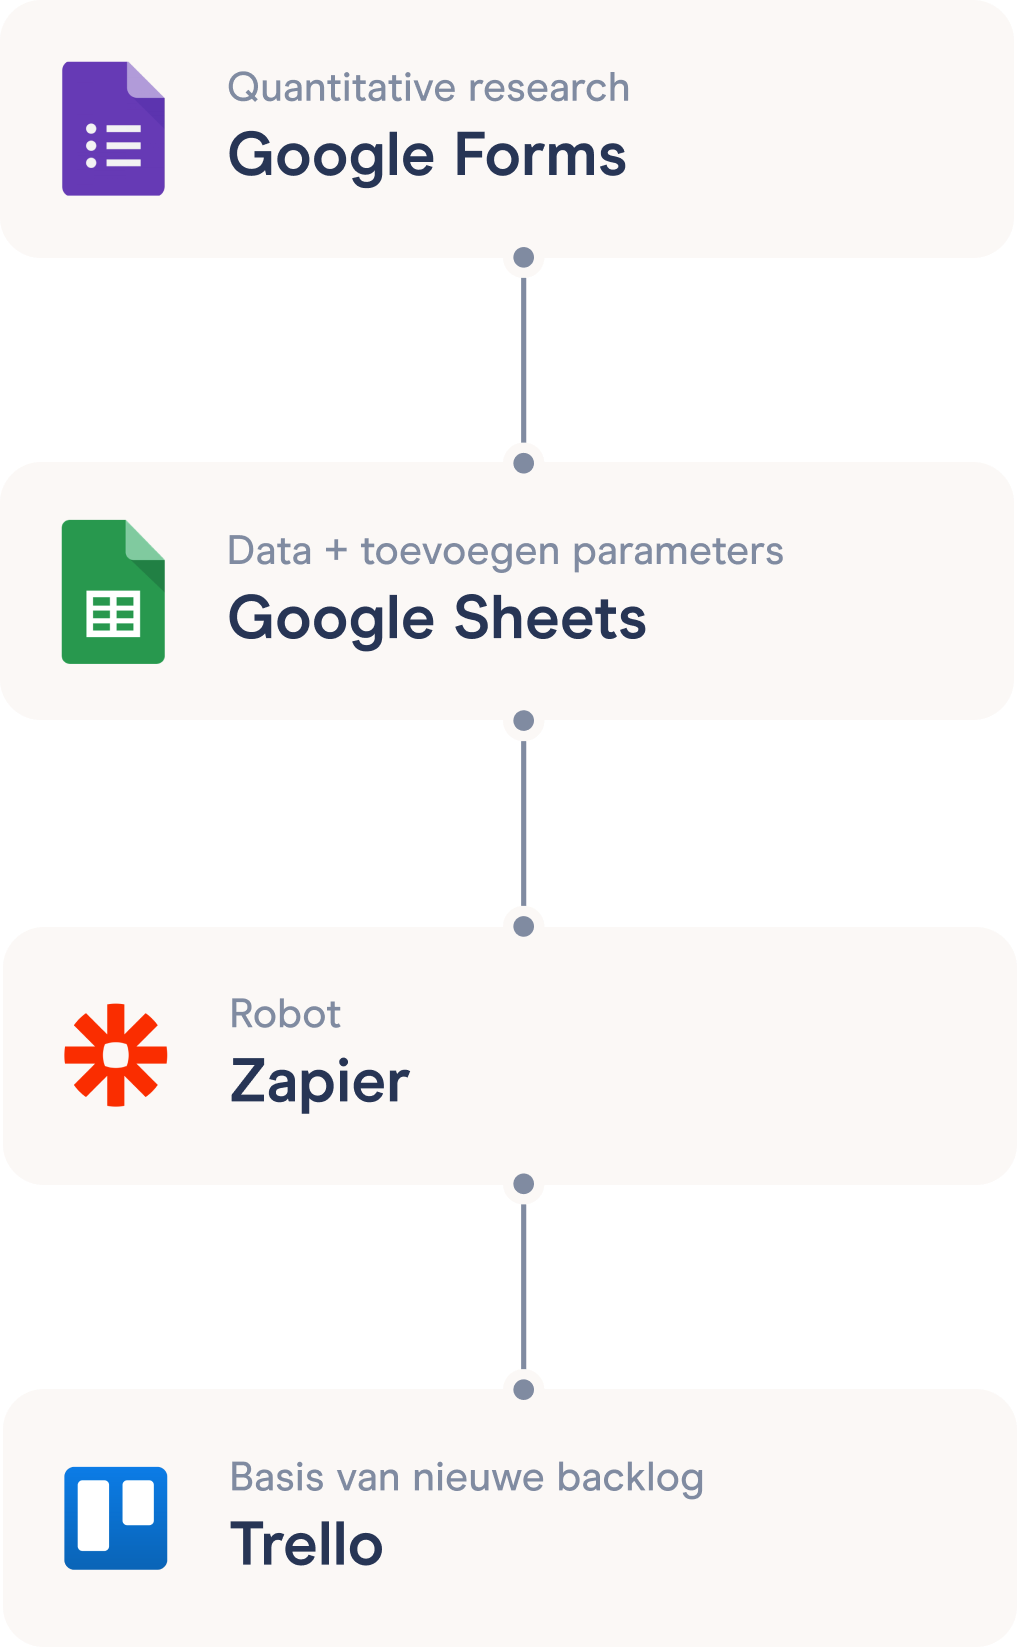 Quantitative research
Google Forms
Data + toevoegen parameters
Google Sheets
Robot
Zapier
Basis van nieuwe backlog
Trello